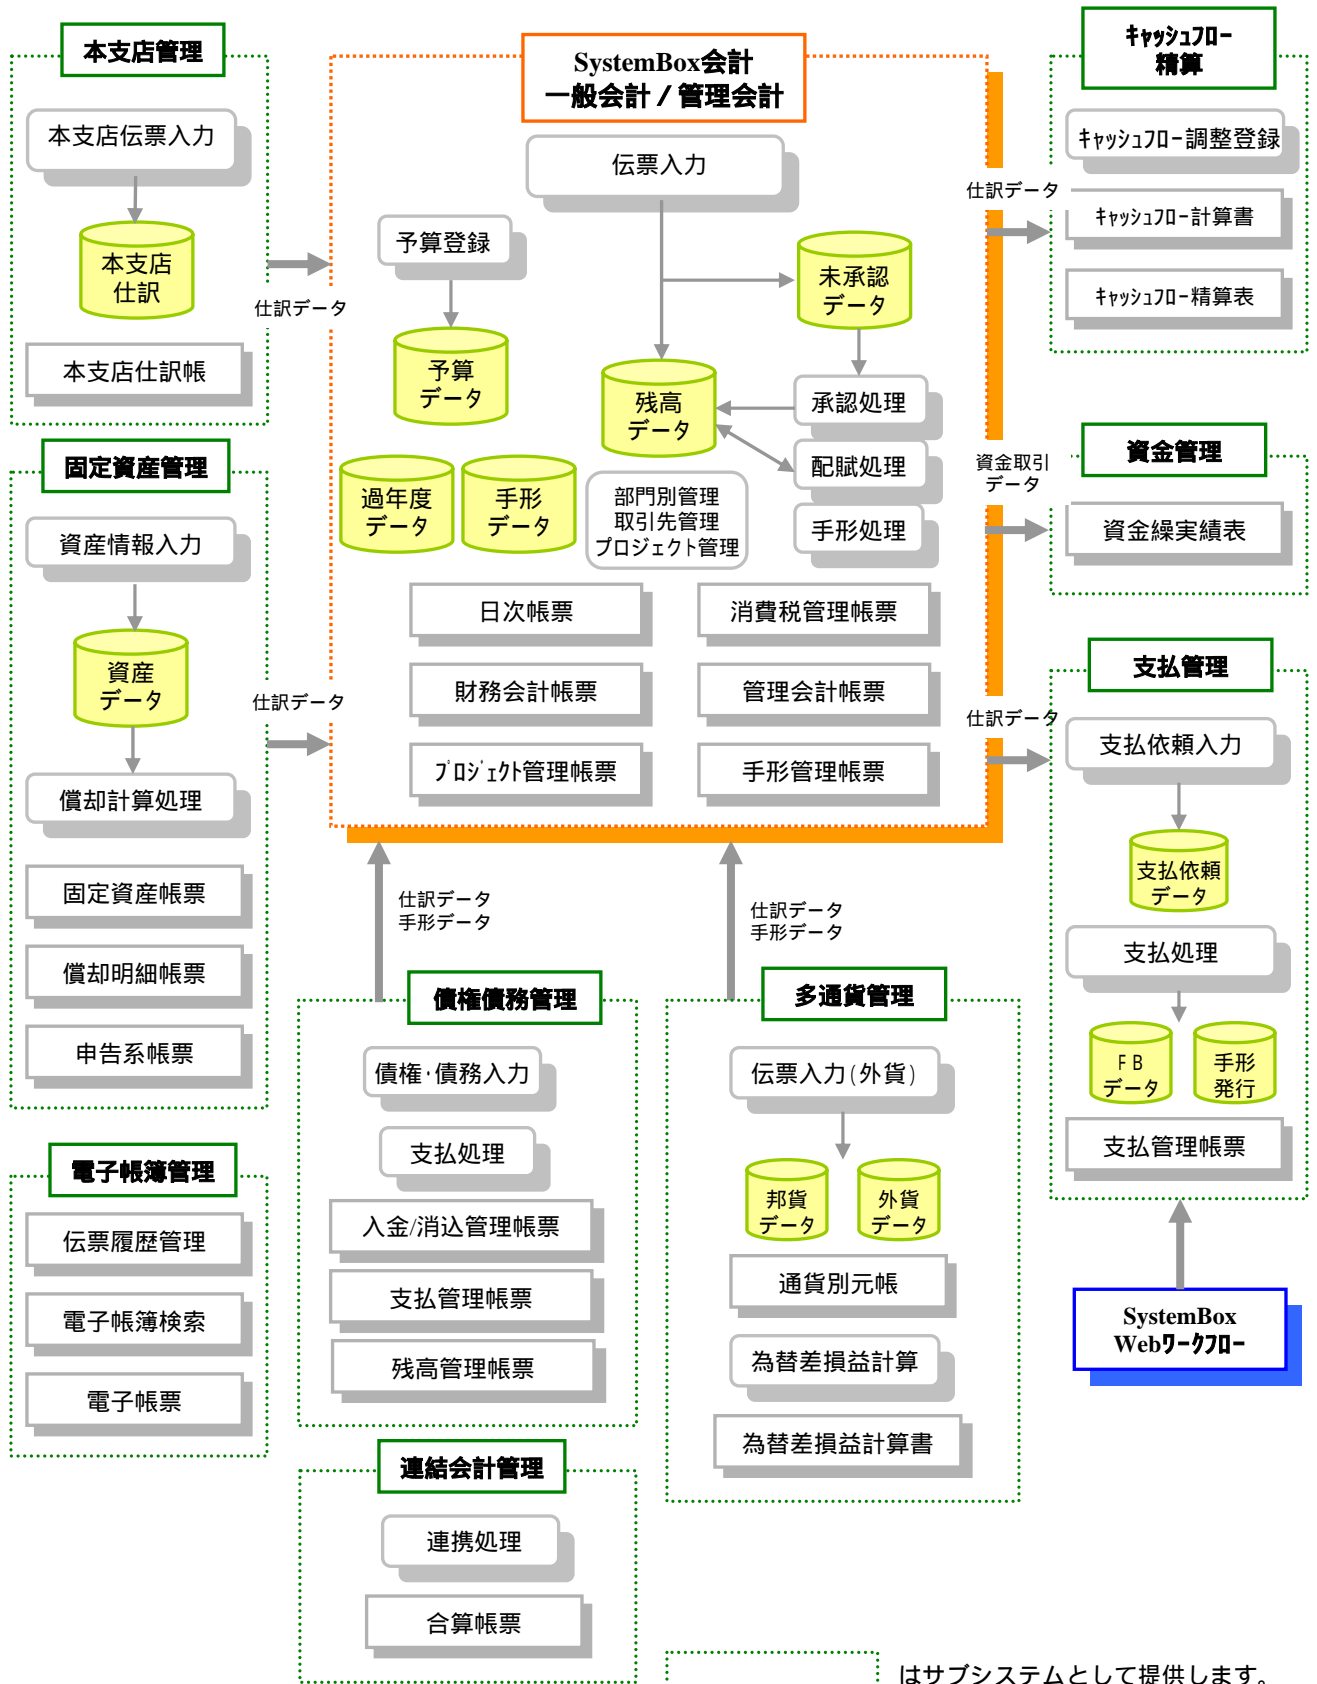 本支店管理
本支店伝票入力
本支店
仕訳
本支店仕訳帳
仕訳データ
固定資産管理
資産情報入力
資産
データ
償却計算処理
固定資産帳票
償却明細帳票
申告系帳票
仕訳データ
電子帳簿管理
伝票履歴管理
電子帳簿検索
電子帳票
SystemBox会計
一般会計／管理会計
伝票入力
予算登録
予算
データ
未承認
データ
残高
データ
承認処理
配賦処理
手形処理
過年度
データ
手形
データ
部門別管理
取引先管理
プロジェクト管理
日次帳票
消費税管理帳票
財務会計帳票
管理会計帳票
ﾌﾟﾛｼﾞｪｸﾄ管理帳票
手形管理帳票
仕訳データ
手形データ
仕訳データ
手形データ
債権債務管理
債権・債務入力
支払処理
入金/消込管理帳票
支払管理帳票
残高管理帳票
連結会計管理
連携処理
合算帳票
多通貨管理
伝票入力(外貨)
邦貨
データ
外貨
データ
通貨別元帳
為替差損益計算
為替差損益計算書
ｷｬｯｼｭﾌﾛｰ
精算
ｷｬｯｼｭﾌﾛｰ調整登録
ｷｬｯｼｭﾌﾛｰ計算書
ｷｬｯｼｭﾌﾛｰ精算表
仕訳データ
資金管理
資金取引
データ
資金繰実績表
支払管理
仕訳データ
支払依頼入力
支払依頼
データ
支払処理
ＦＢ
データ
手形
発行
支払管理帳票
SystemBox
Webﾜｰｸﾌﾛｰ
はサブシステムとして提供します。